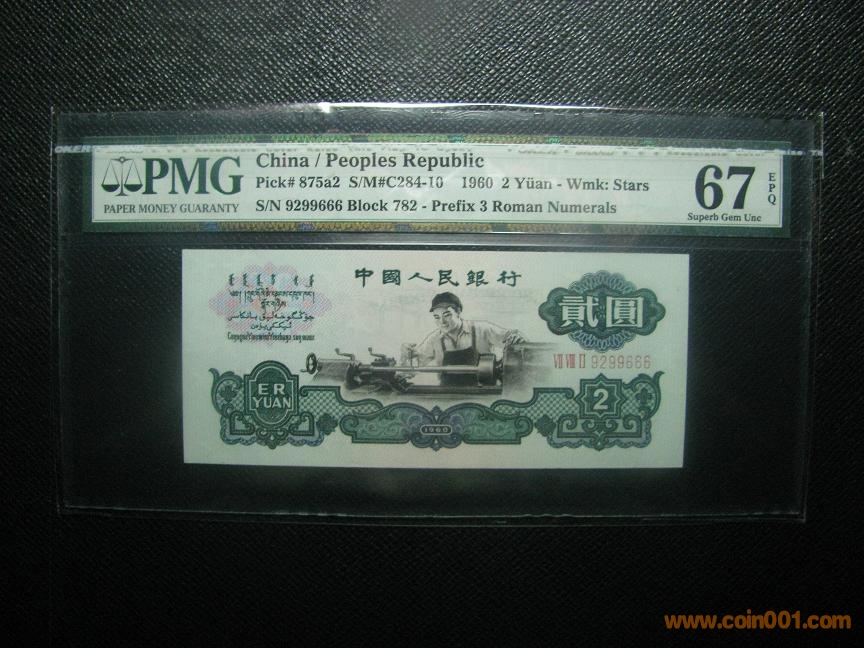 PMG
PAPER MONEY GUARANTY
China / Peoples Republic
Pick# 875a2 S/M#C284-10 1960 2 Yüan - Wmk: Stars
S/N 9299666 Block 782 - Prefix 3 Roman Numerals
67
EPQ
Superb Gem Unc
中國人民銀行
貳圓
VII VIII II 9299666
ER
YUAN
1960
2
www.coin001.com